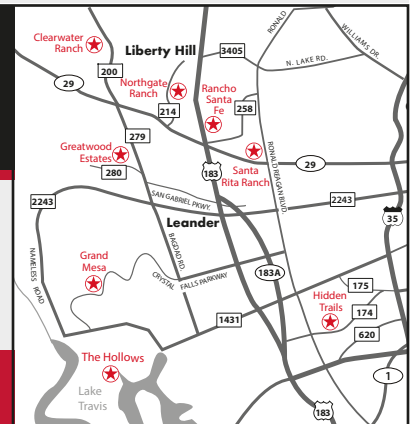 Clearwater
Ranch
RONALD
WILLIAMS DR.
Liberty Hill
3405
N. LAKE RD.
200
29
Northgate
Ranch
Rancho
Santa
Fe
214
258
279
Greatwood
Estates
280
183
Santa
Rita Ranch
29
RONALD REAGAN BLVD.
2243
SAN GABRIEL PKWY.
2243
Leander
35
BAGDAD RD.
NAMELESS ROAD
Grand
Mesa
CRYSTAL FALLS PARKWAY
183A
175
Hidden
Trails
174
1431
620
The Hollows
Lake
Travis
1
183